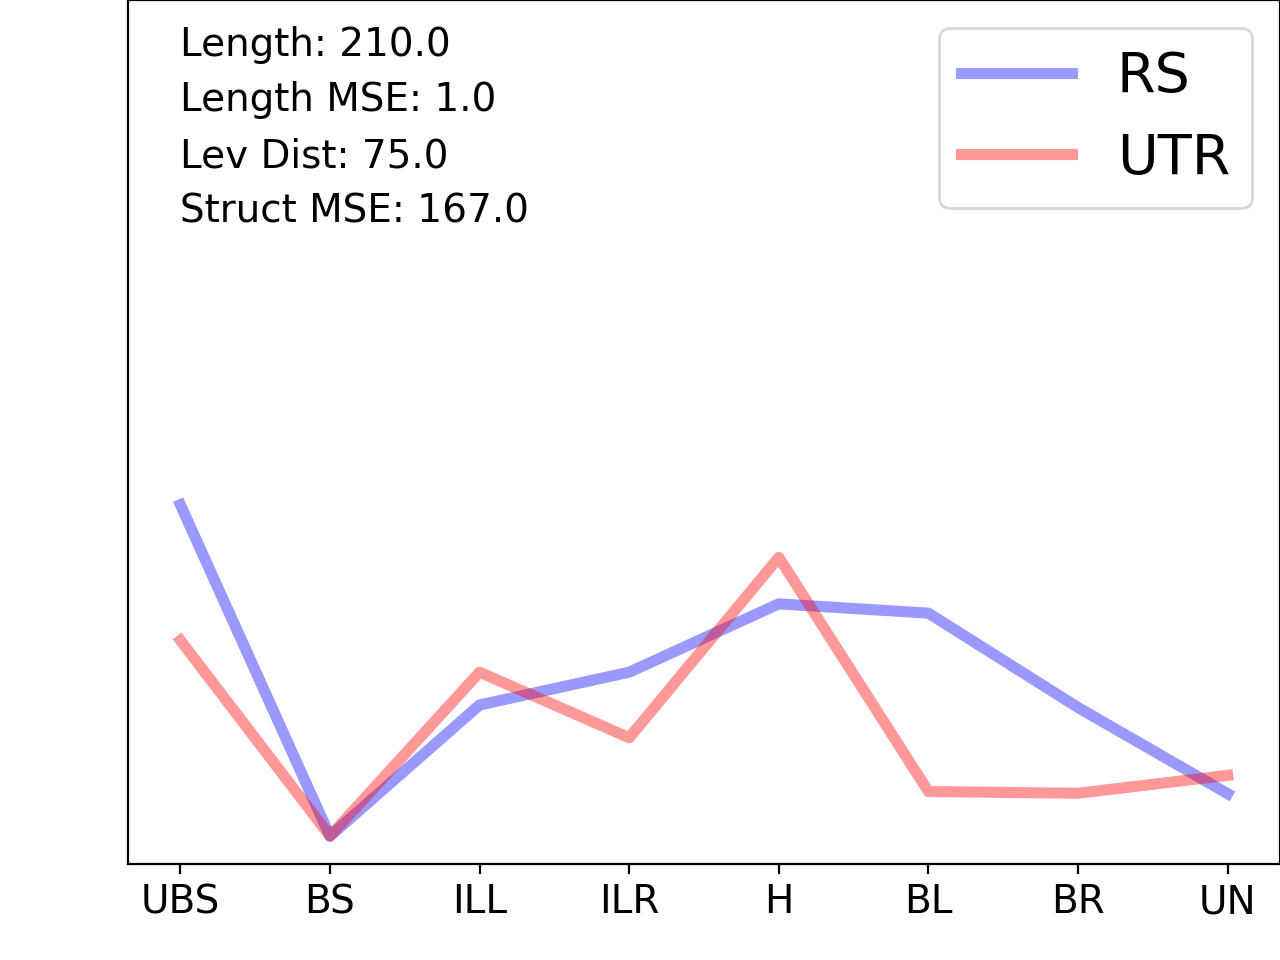 Length: 210.0
Length MSE: 1.0
Lev Dist: 75.0
Struct MSE: 167.0
RS
UTR
UBS BS ILL ILR H BL BR UN